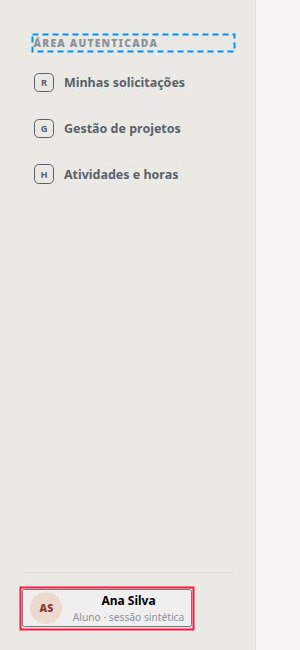 ÁREA AUTENTICADA
R Minhas solicitações
G Gestão de projetos
H Atividades e horas
AS Ana Silva
Aluno · sessão sintética